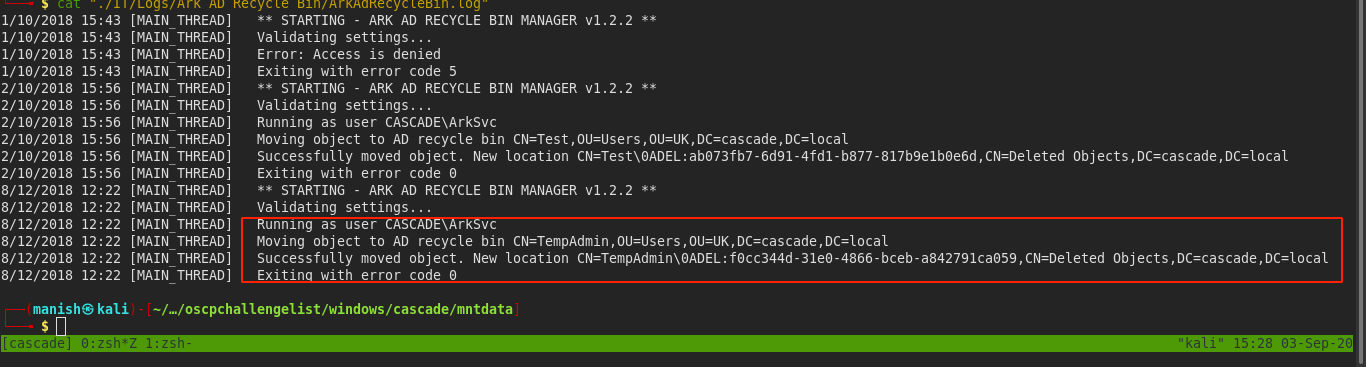 $ cat "./IT/Logs/Ark AD Recycle Bin/ArkAdRecycleBin.log"
1/10/2018 15:43 [MAIN_THREAD]   ** STARTING - ARK AD RECYCLE BIN MANAGER v1.2.2 **
1/10/2018 15:43 [MAIN_THREAD]   Validating settings...
1/10/2018 15:43 [MAIN_THREAD]   Error: Access is denied
1/10/2018 15:43 [MAIN_THREAD]   Exiting with error code 5
2/10/2018 15:56 [MAIN_THREAD]   ** STARTING - ARK AD RECYCLE BIN MANAGER v1.2.2 **
2/10/2018 15:56 [MAIN_THREAD]   Validating settings...
2/10/2018 15:56 [MAIN_THREAD]   Running as user CASCADE\ArkSvc
2/10/2018 15:56 [MAIN_THREAD]   Moving object to AD recycle bin CN=Test,OU=Users,OU=UK,DC=cascade,DC=local
2/10/2018 15:56 [MAIN_THREAD]   Successfully moved object. New location CN=Test\0ADEL:ab073fb7-6d91-4fd1-b877-817b9e1b0e6d,CN=Deleted Objects,DC=cascade,DC=local
2/10/2018 15:56 [MAIN_THREAD]   Exiting with error code 0
8/12/2018 12:22 [MAIN_THREAD]   ** STARTING - ARK AD RECYCLE BIN MANAGER v1.2.2 **
8/12/2018 12:22 [MAIN_THREAD]   Validating settings...
8/12/2018 12:22 [MAIN_THREAD]   Running as user CASCADE\ArkSvc
8/12/2018 12:22 [MAIN_THREAD]   Moving object to AD recycle bin CN=TempAdmin,OU=Users,OU=UK,DC=cascade,DC=local
8/12/2018 12:22 [MAIN_THREAD]   Successfully moved object. New location CN=TempAdmin\0ADEL:f0cc344d-31e0-4866-bceb-a842791ca059,CN=Deleted Objects,DC=cascade,DC=local
8/12/2018 12:22 [MAIN_THREAD]   Exiting with error code 0
(manish㉿kali)-[~/…/oscpchallengelist/windows/cascade/mntdata]
$
[cascade] 0:zsh*Z 1:zsh- "kali" 15:28 03-Sep-20